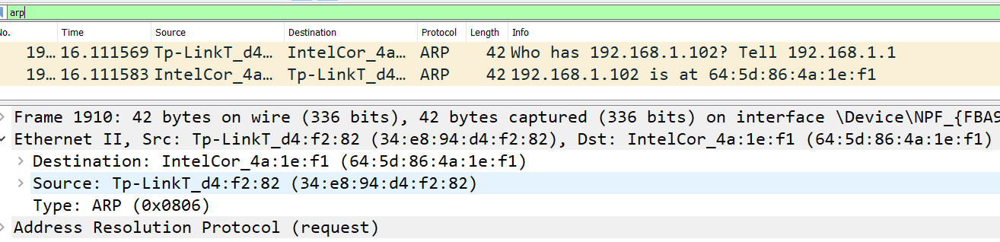 arp
No. Time Source Destination Protocol Length Info
19… 16.111569 Tp-LinkT_d4… IntelCor_4a… ARP 42 Who has 192.168.1.102? Tell 192.168.1.1
19… 16.111583 IntelCor_4a… Tp-LinkT_d4… ARP 42 192.168.1.102 is at 64:5d:86:4a:1e:f1
Frame 1910: 42 bytes on wire (336 bits), 42 bytes captured (336 bits) on interface \Device\NPF_{FBA9
Ethernet II, Src: Tp-LinkT_d4:f2:82 (34:e8:94:d4:f2:82), Dst: IntelCor_4a:1e:f1 (64:5d:86:4a:1e:f1)
Destination: IntelCor_4a:1e:f1 (64:5d:86:4a:1e:f1)
Source: Tp-LinkT_d4:f2:82 (34:e8:94:d4:f2:82)
Type: ARP (0x0806)
Address Resolution Protocol (request)